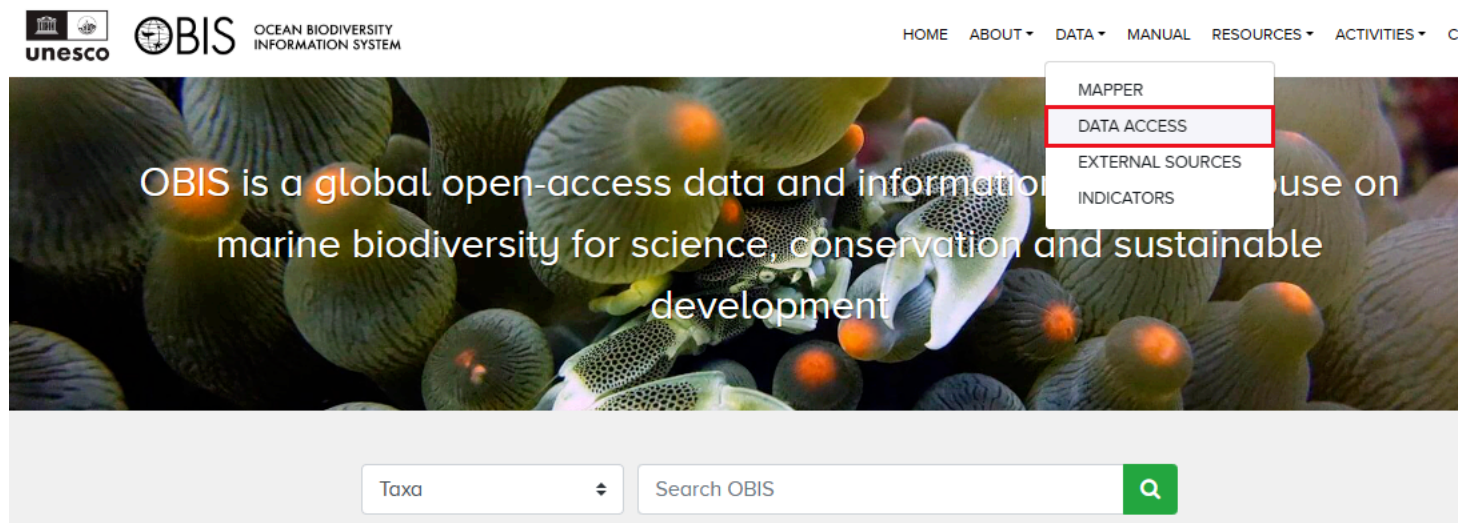 unesco
OBIS
OCEAN BIODIVERSITY
INFORMATION SYSTEM
HOME ABOUT DATA MANUAL RESOURCES ACTIVITIES C
MAPPER
DATA ACCESS
EXTERNAL SOURCES
INDICATORS
OBIS is a global open-access data and information use on
marine biodiversity for science, conservation and sustainable
development
Taxa
Search OBIS